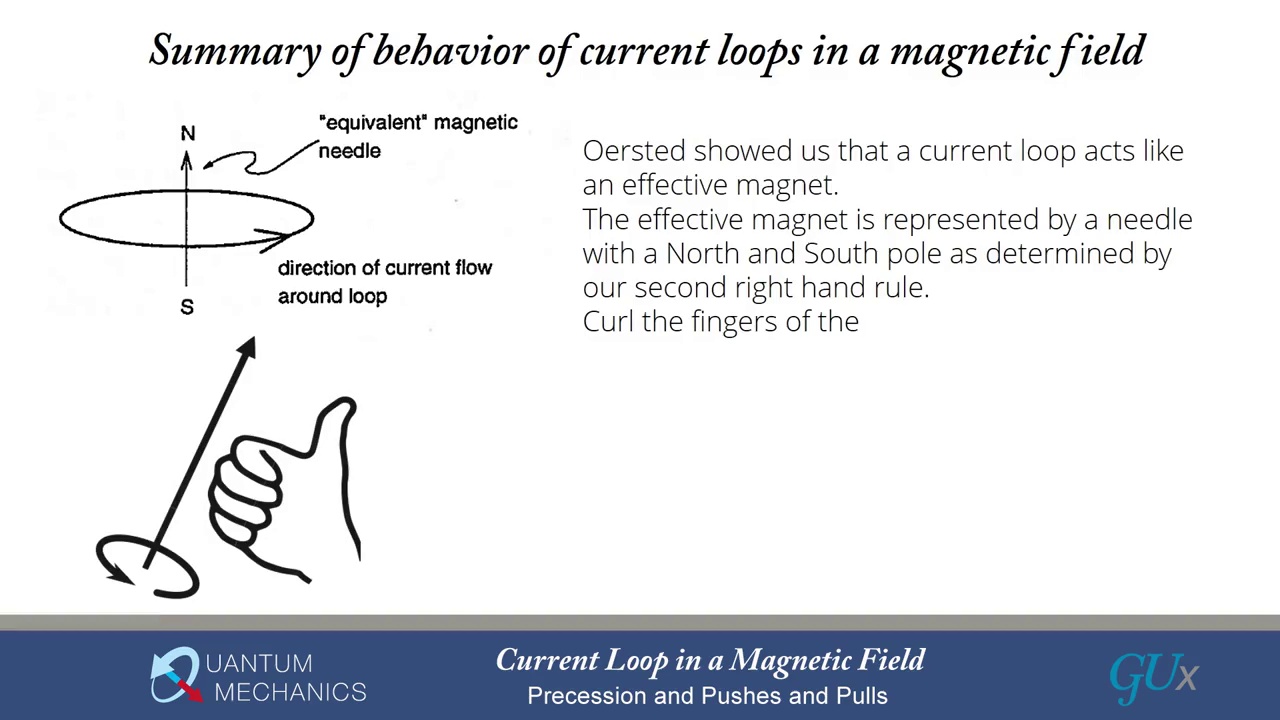 Summary of behavior of current loops in a magnetic field
N
"equivalent" magnetic
needle
direction of current flow
around loop
S
Oersted showed us that a current loop acts like
an effective magnet.
The effective magnet is represented by a needle
with a North and South pole as determined by
our second right hand rule.
Curl the fingers of the
QUANTUM
MECHANICS
Current Loop in a Magnetic Field
Precession and Pushes and Pulls
GUx